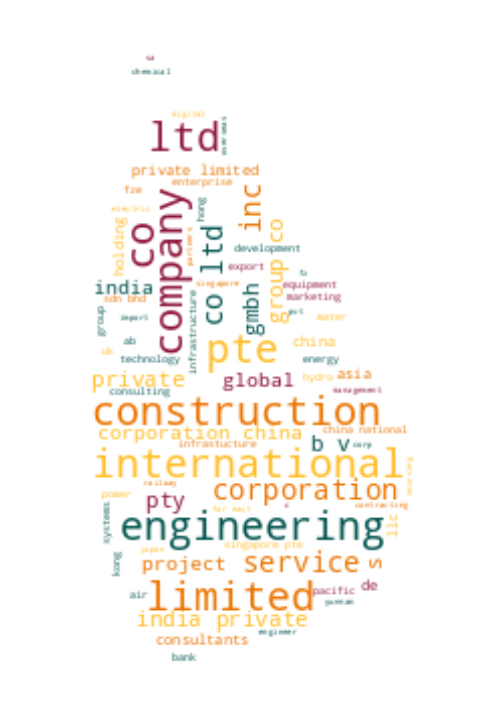 sa
chemical
digital
ltd
overseas
private limited
enterprise
fze
electric
company
co
inc
hong
holding
partners
co ltd
group co
development
export
india
singapore
equipment
sdn bhd
marketing
gmbh
group
import
infrastructure
pvt
water
pte
ab
china
uk
technology
energy
private
global
hydro
asia
consulting
management
construction
corporation china
china national
infrastucture
b v
corp
international
sourcing
railway
corporation
power
pty
contracting
systems
far east
c
engineering
llc
japan
singapore pte
kong
project
service
s
limited
air
pacific
de
yunnan
india private
engineer
consultants
bank